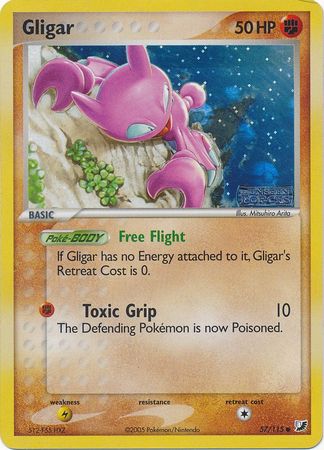 Gligar
50 HP
UNSEEN
FORCES
BASIC
Illus. Mitsuhiro Arita
Poké-BODY Free Flight
If Gligar has no Energy attached to it, Gligar's
Retreat Cost is 0.
Toxic Grip 10
The Defending Pokémon is now Poisoned.
weakness resistance retreat cost
©2005 Pokémon/Nintendo
57/115